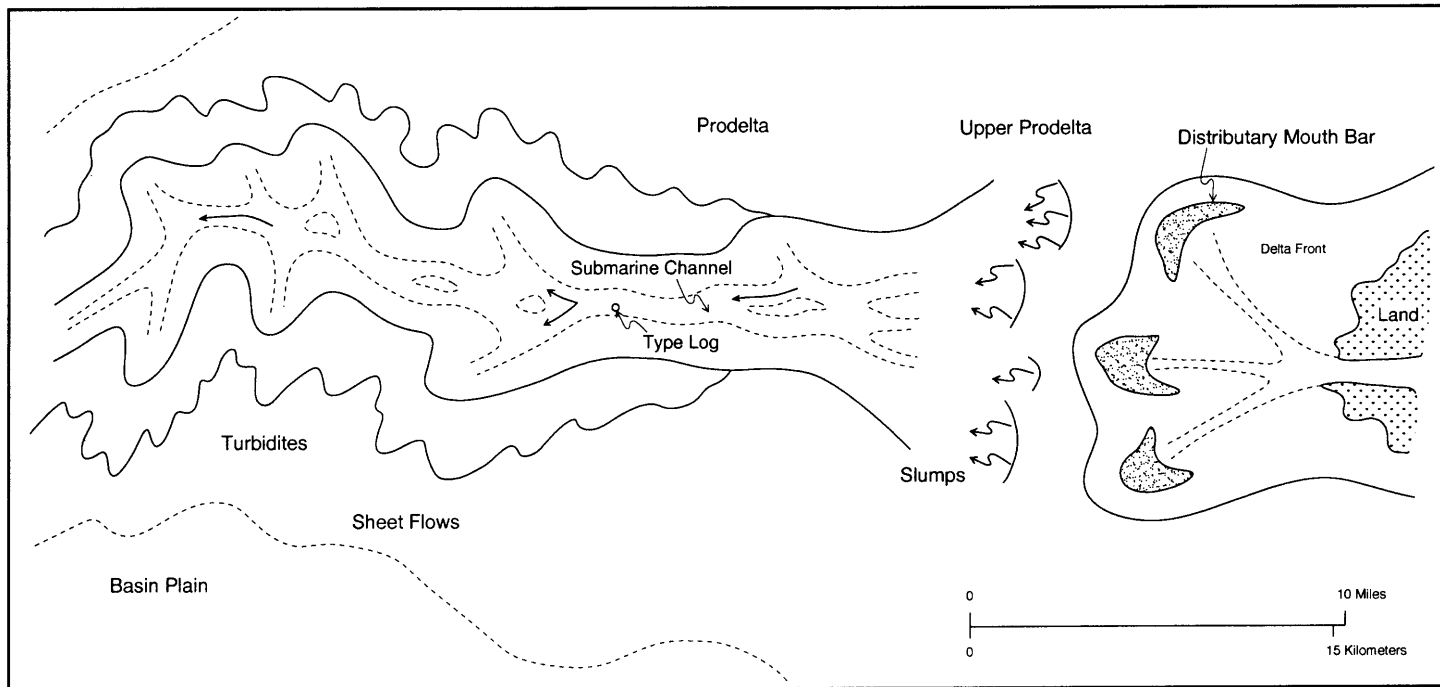 Prodelta
Upper Prodelta
Distributary Mouth Bar
Delta Front
Submarine Channel
Land
Type Log
Turbidites
Slumps
Sheet Flows
Basin Plain
0
10 Miles
0
15 Kilometers